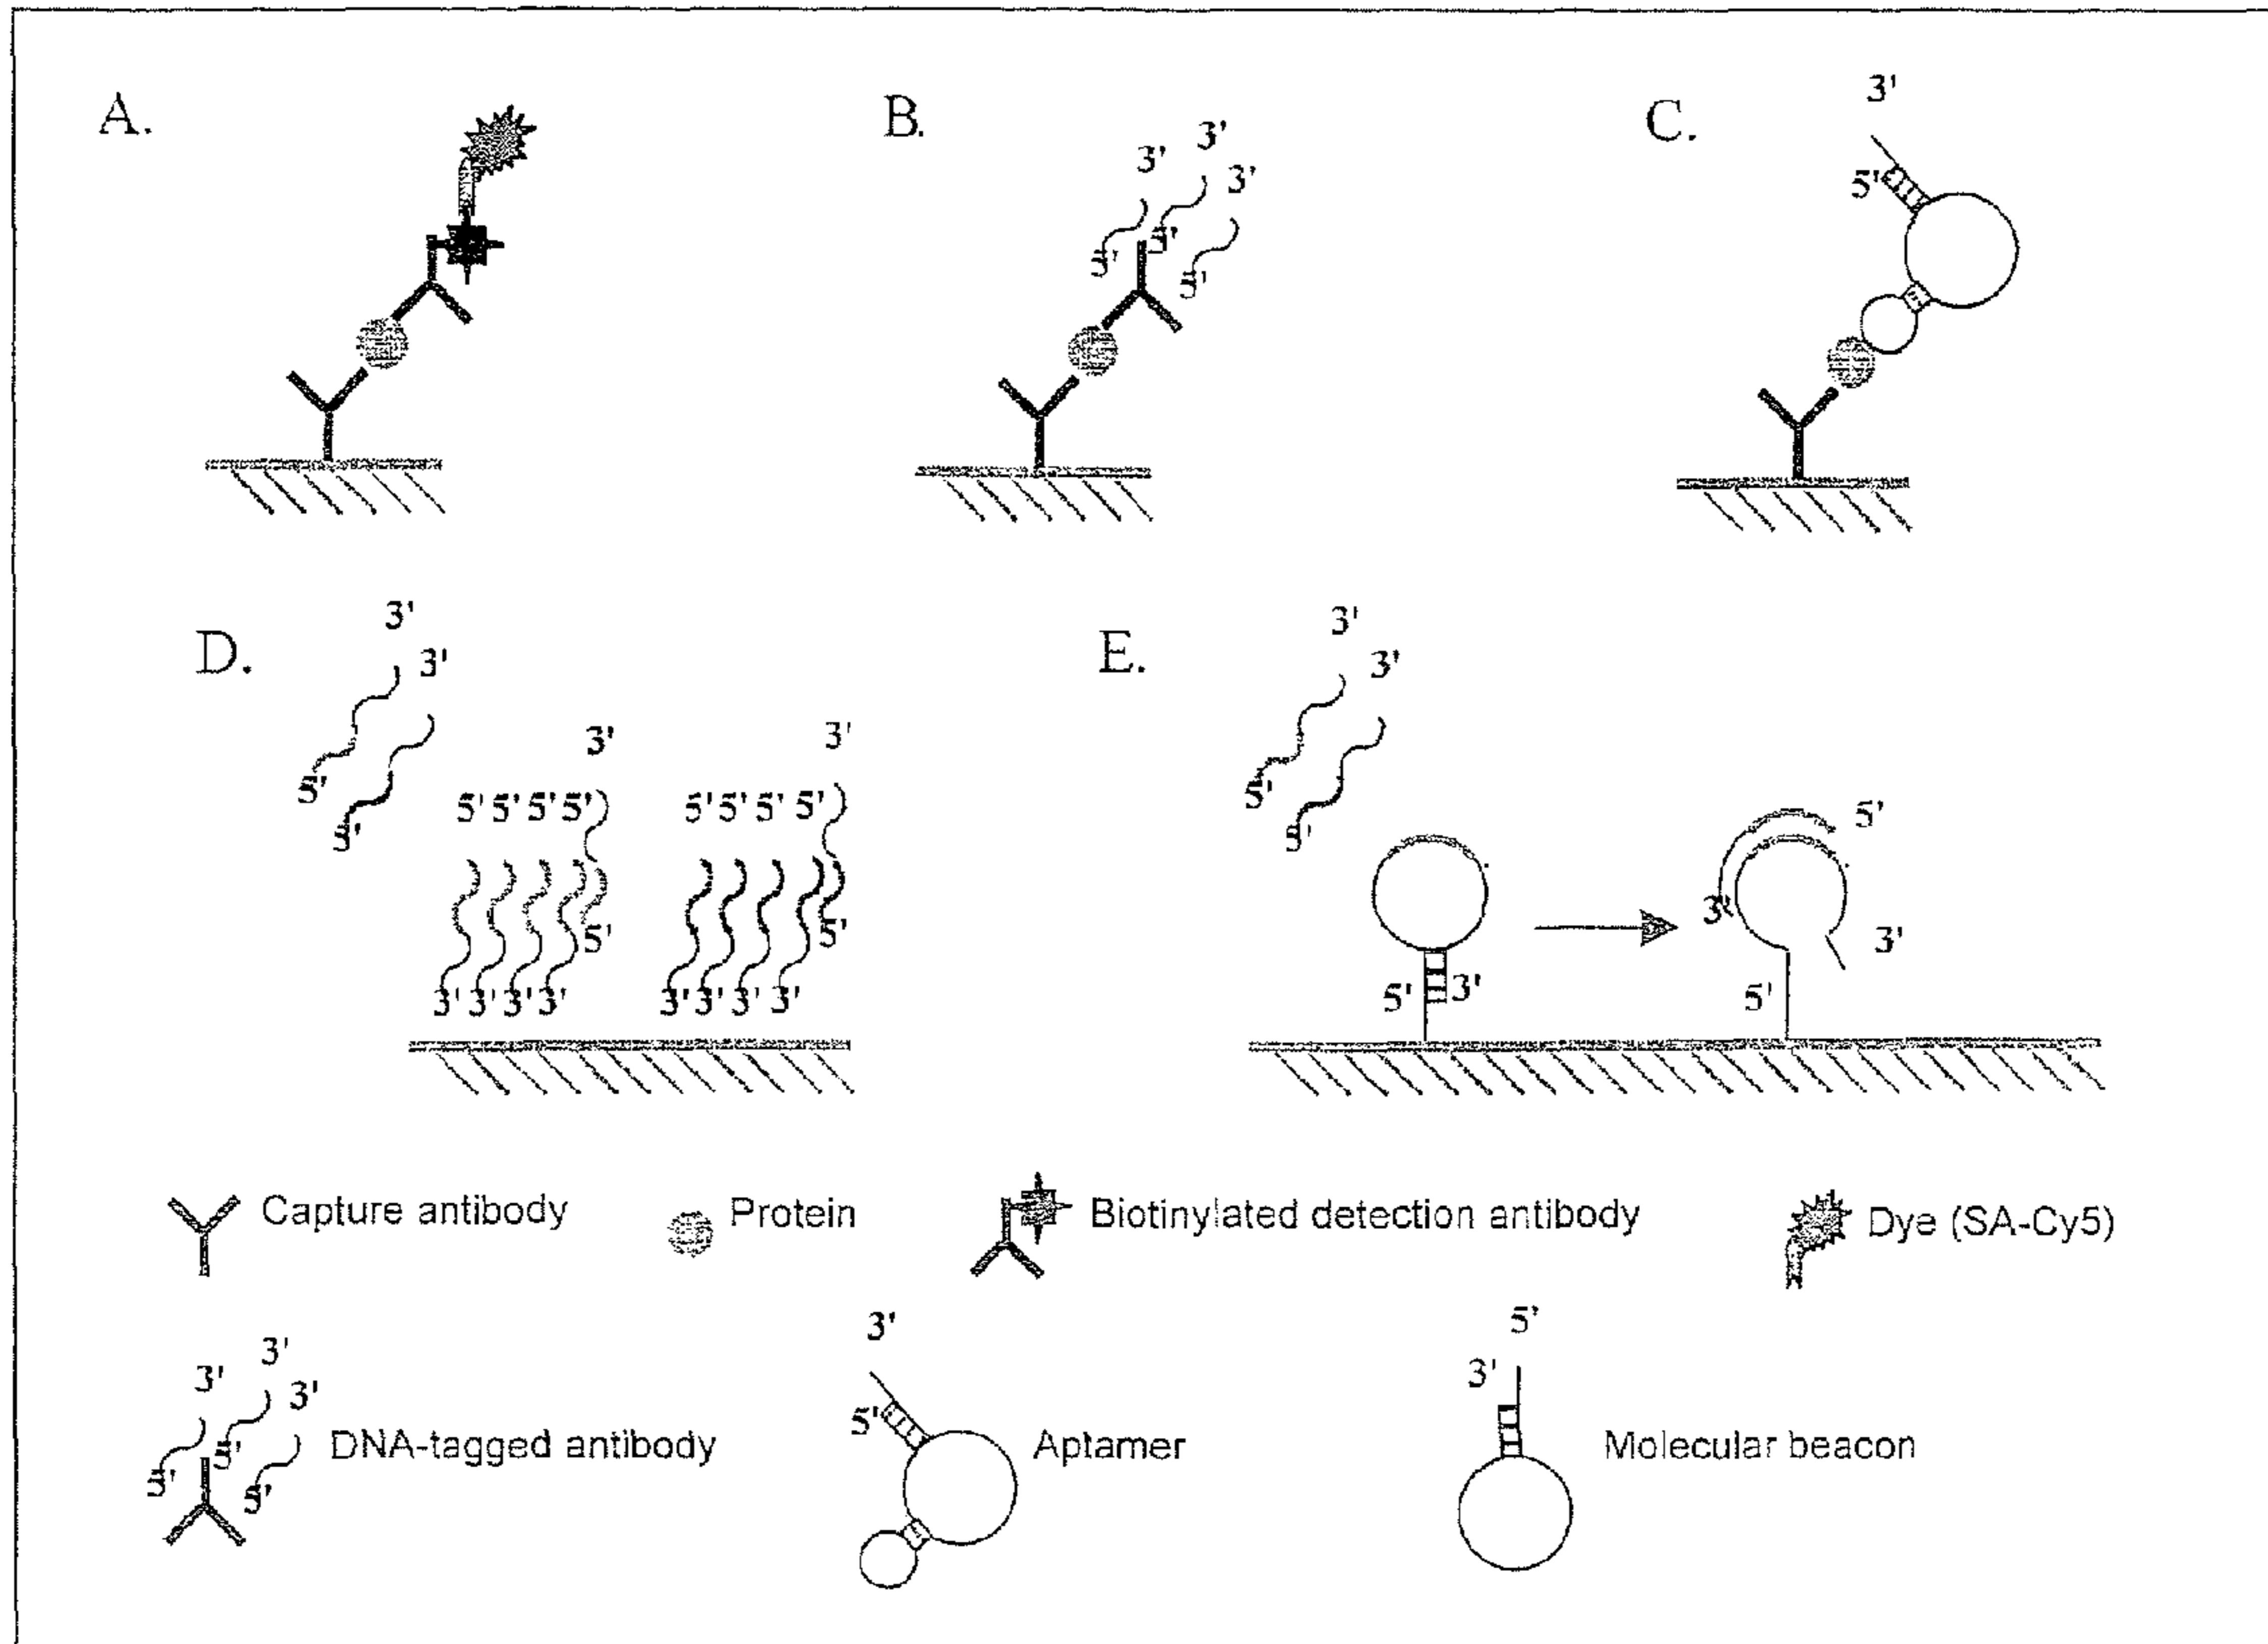 A.
B.
C.
3'
3'
3'
3'
5'
5'
5'
5'
D.
E.
3'
3'
5'
5'
3'
3'
5' 5' 5' 5'
5' 5' 5' 5'
5'
5'
3' 3' 3' 3'
3' 3' 3' 3'
3'
3'
5'
5'
5'
3'
3'
3'
5'
5'
Capture antibody
Protein
Biotinylated detection antibody
Dye (SA-Cy5)
3'
3'
3'
5'
5'
5'
DNA-tagged antibody
3'
5'
Aptamer
5'
3'
Molecular beacon